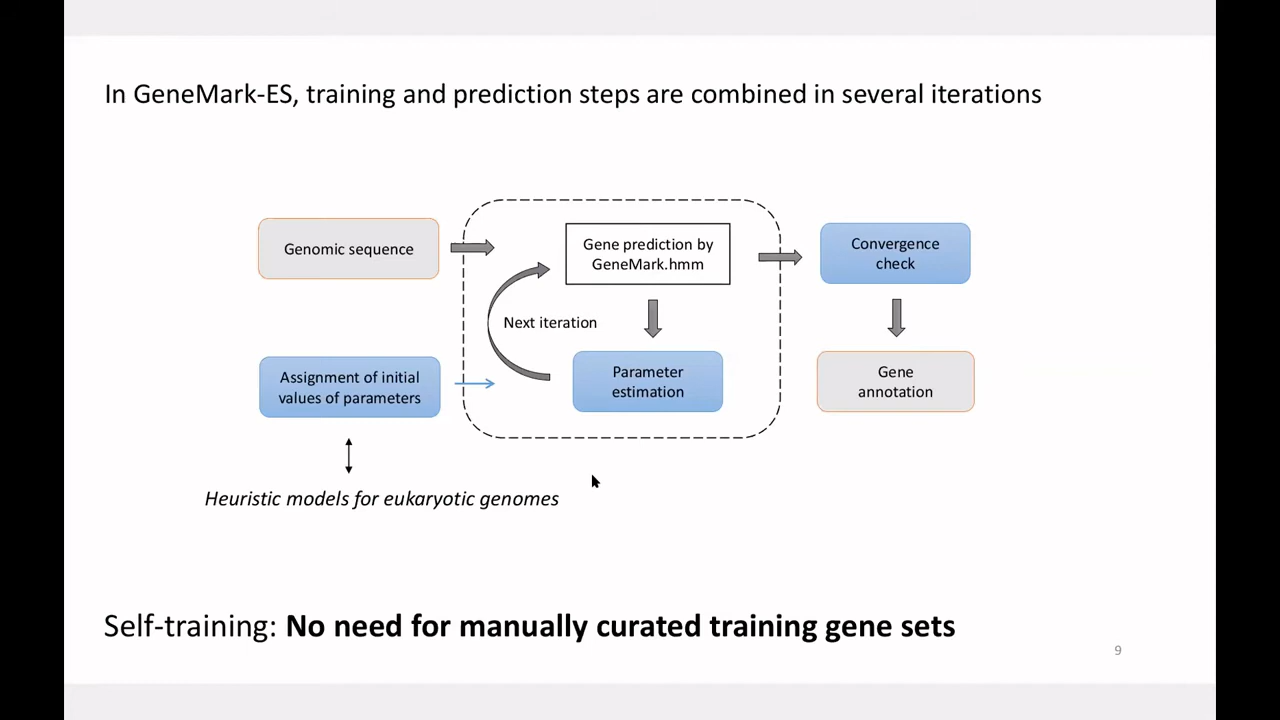 In GeneMark-ES, training and prediction steps are combined in several iterations
Genomic sequence
Gene prediction by
GeneMark.hmm
Convergence
check
Next iteration
Assignment of initial
values of parameters
Parameter
estimation
Gene
annotation
Heuristic models for eukaryotic genomes
Self-training: No need for manually curated training gene sets
9